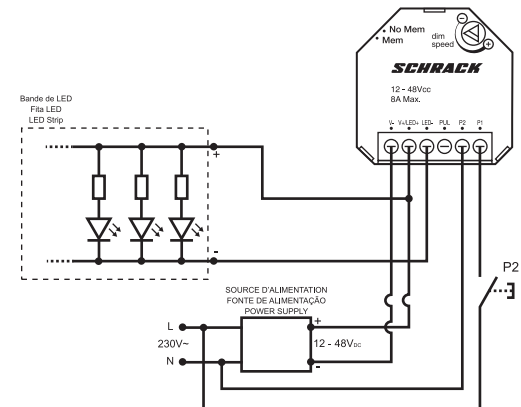 No Mem
Mem
dim
speed
SCHRACK
12 - 48Vcc
8A Max.
V- V+/LED+ LED- PUL P2 P1
Bande de LED
Fita LED
LED Strip
+
-
P2
SOURCE D'ALIMENTATION
FONTE DE ALIMENTAÇÃO
POWER SUPPLY
L
230V~
N
+
12 - 48VDC
-